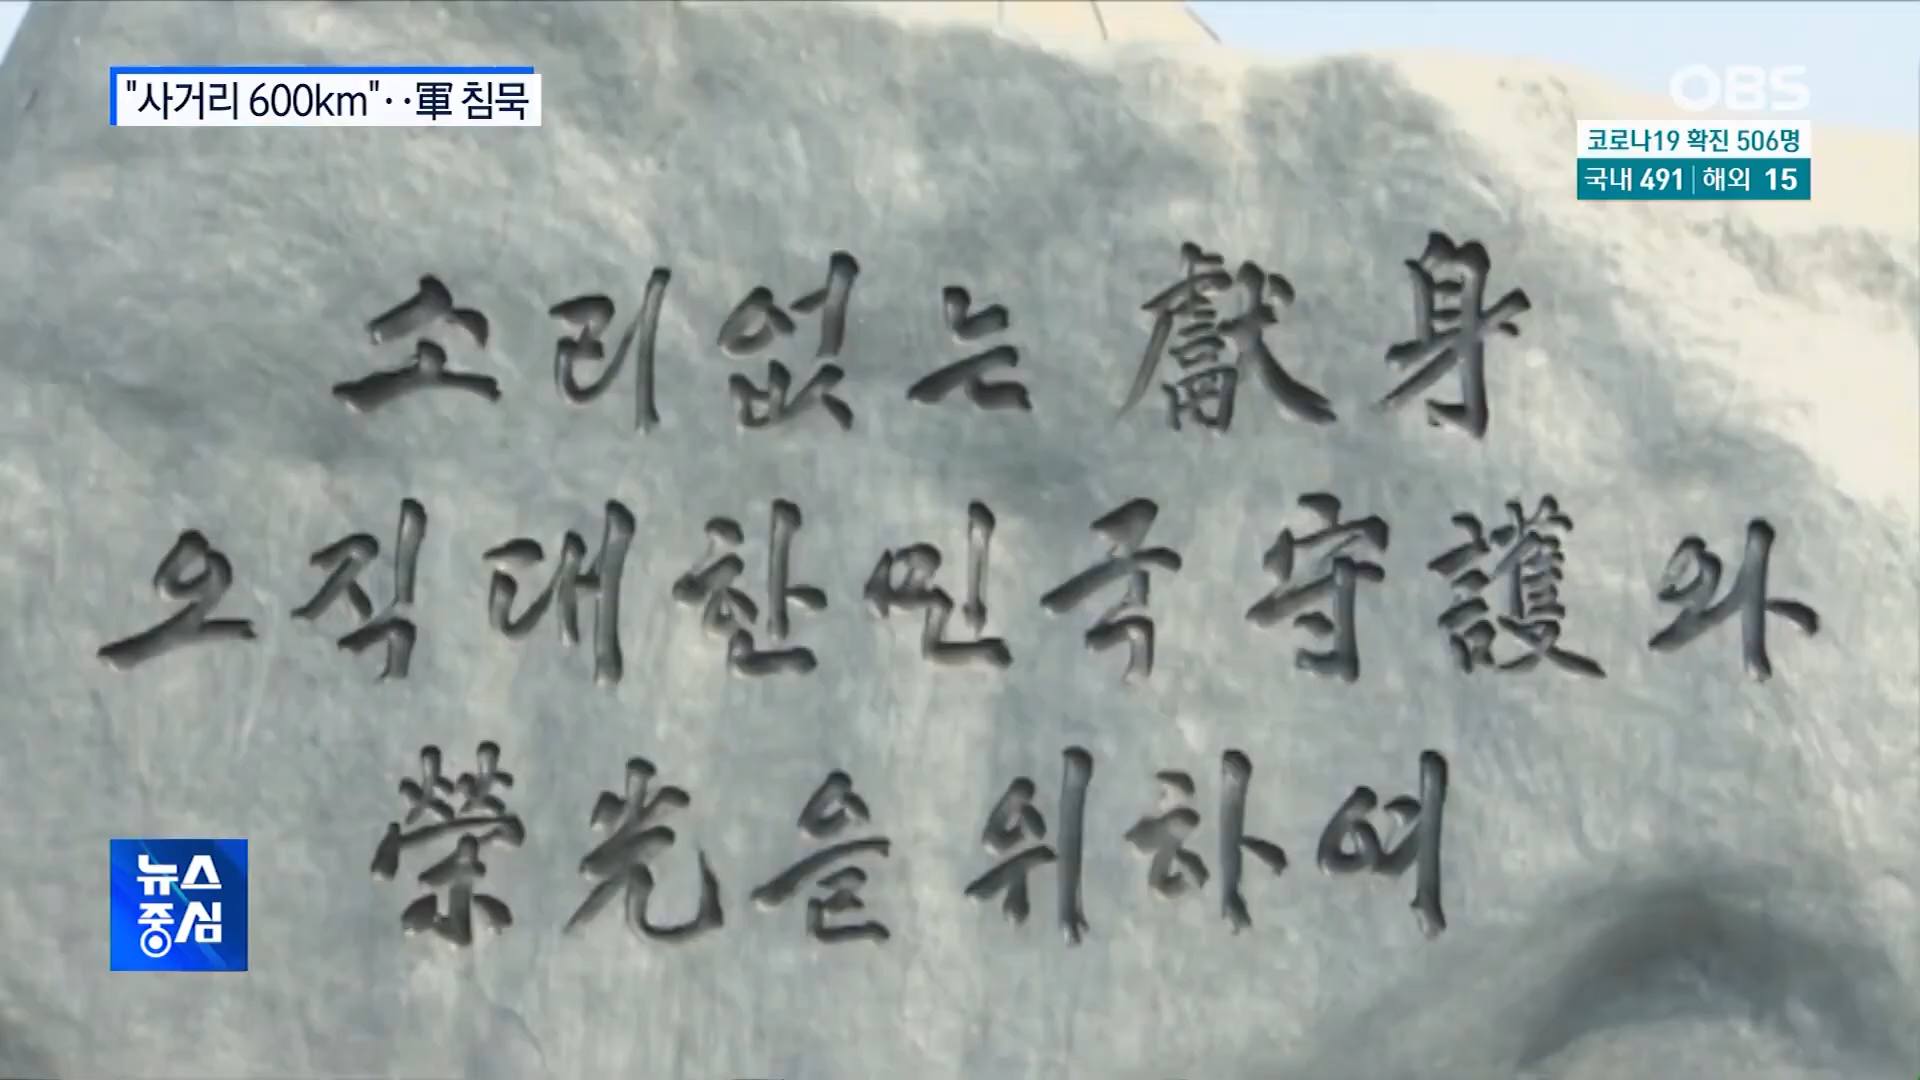 "사거리 600km"‥軍 침묵
OBS
코로나19 확진 506명
국내 491 | 해외 15
소리없는 獻身
오직 대한민국 守護와
榮光을 위하여
뉴스
중심